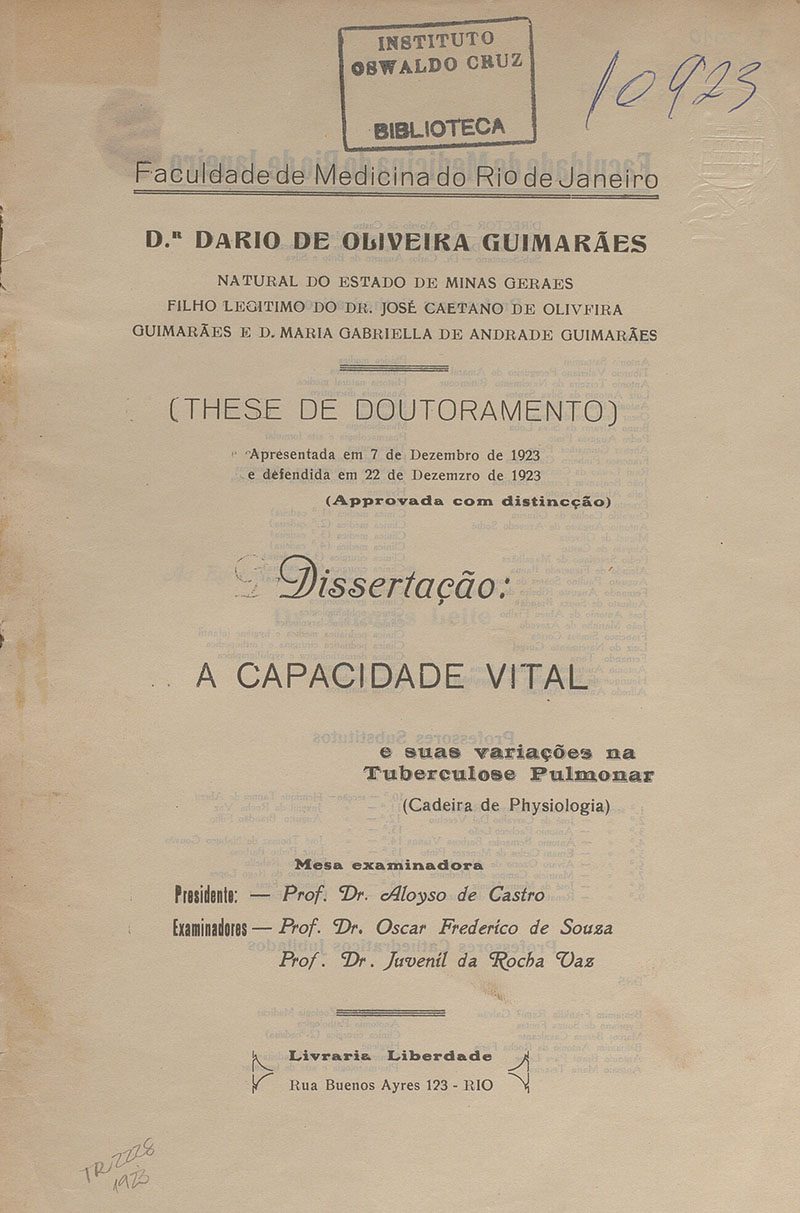 INSTITUTO
OSWALDO CRUZ
BIBLIOTECA
10923
Faculdade de Medicina do Rio de Janeiro
D.ʀ DARIO DE OLIVEIRA GUIMARÃES
NATURAL DO ESTADO DE MINAS GERAES
FILHO LEGITIMO DO DR. JOSÉ CAETANO DE OLIVEIRA
GUIMARÃES E D. MARIA GABRIELLA DE ANDRADE GUIMARÃES
(THESE DE DOUTORAMENTO)
Apresentada em 7 de Dezembro de 1923
e défendida em 22 de Dezemzro de 1923
(Approvada com distincção)
Dissertação:
A CAPACIDADE VITAL
e suas variações na
Tuberculose Pulmonar
(Cadeira de Physiologia)
Mesa examinadora
Presidente: — Prof. Dr. Aloyso de Castro
Examinadores — Prof. Dr. Oscar Frederico de Souza
Prof. Dr. Juvenil da Rocha Vaz
Livraria Liberdade
Rua Buenos Ayres 123 - RIO
1923